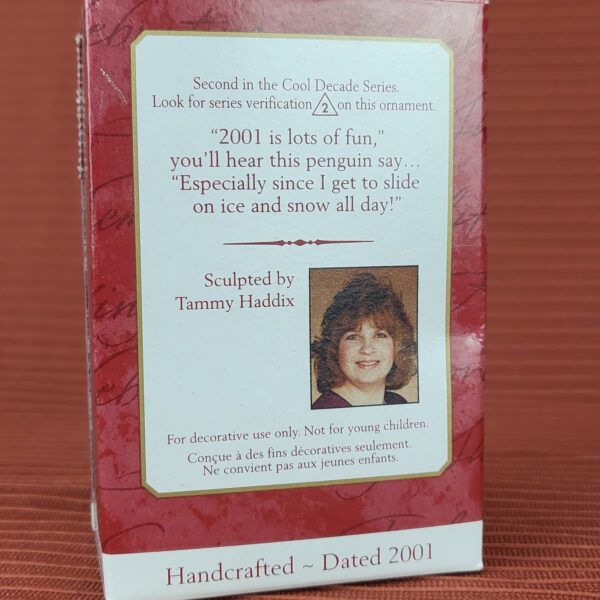 Second in the Cool Decade Series.
Look for series verification 2 on this ornament.
“2001 is lots of fun,”
you’ll hear this penguin say…
“Especially since I get to slide
on ice and snow all day!”
Sculpted by
Tammy Haddix
For decorative use only. Not for young children.
Conçue à des fins décoratives seulement.
Ne convient pas aux jeunes enfants.
Handcrafted ~ Dated 2001